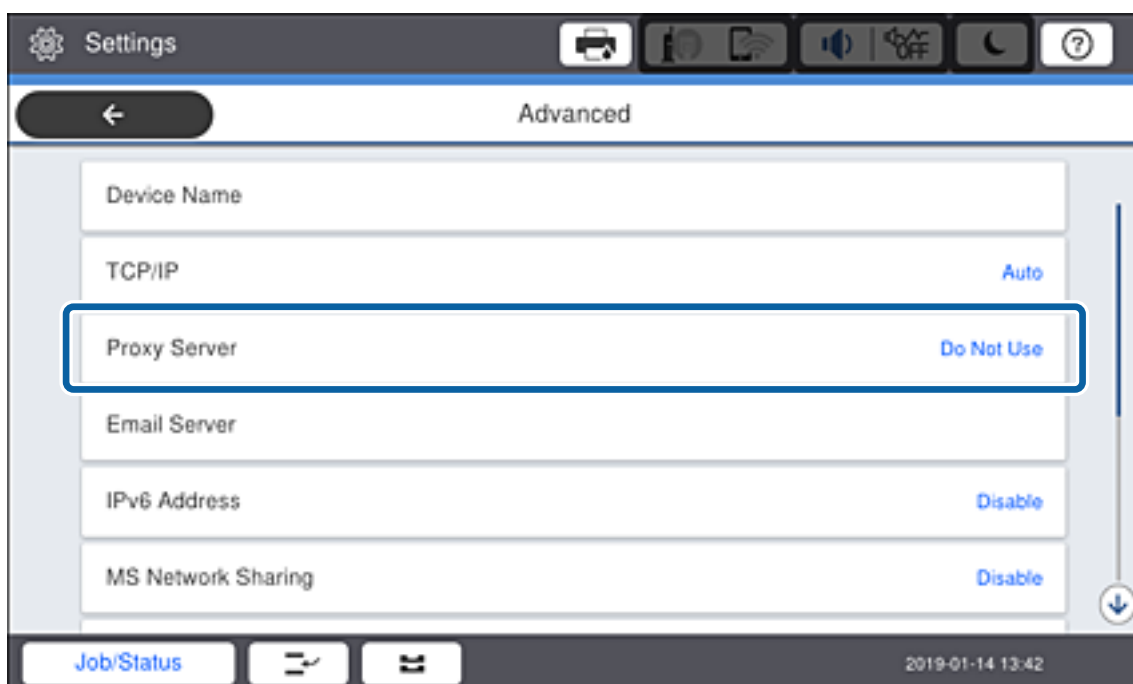 Settings
OFF
?
Advanced
Device Name
TCP/IP
Auto
Proxy Server
Do Not Use
Email Server
IPv6 Address
Disable
MS Network Sharing
Disable
Job/Status
2019-01-14 13:42